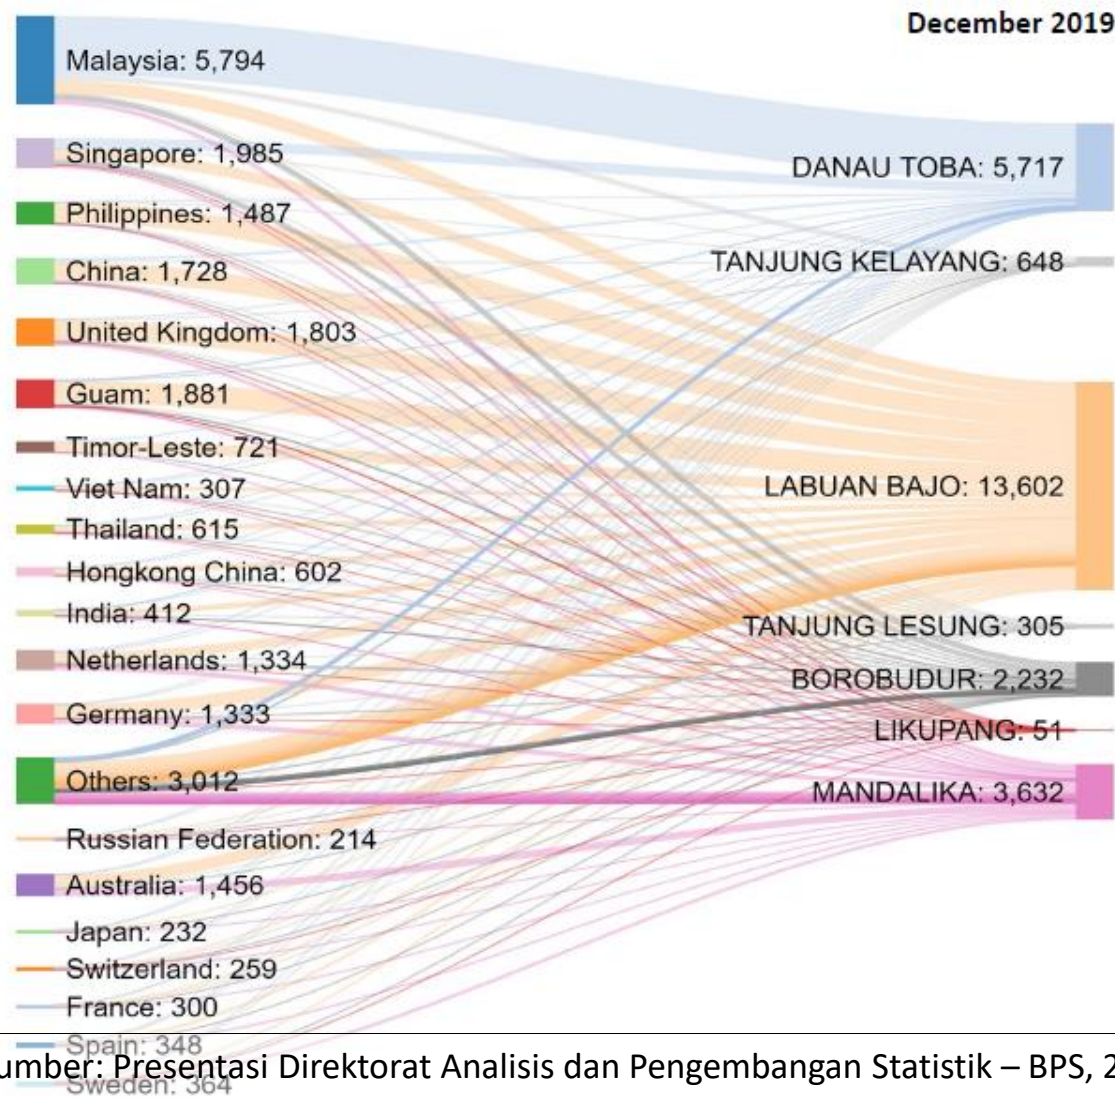 December 2019
Malaysia: 5,794
Singapore: 1,985
Philippines: 1,487
China: 1,728
United Kingdom: 1,803
Guam: 1,881
Timor-Leste: 721
Viet Nam: 307
Thailand: 615
Hongkong China: 602
India: 412
Netherlands: 1,334
Germany: 1,333
Others: 3,012
Russian Federation: 214
Australia: 1,456
Japan: 232
Switzerland: 259
France: 300
Spain: 348
Sweden: 364
DANAU TOBA: 5,717
TANJUNG KELAYANG: 648
LABUAN BAJO: 13,602
TANJUNG LESUNG: 305
BOROBUDUR: 2,232
LIKUPANG: 51
MANDALIKA: 3,632
umber: Presentasi Direktorat Analisis dan Pengembangan Statistik – BPS, 2